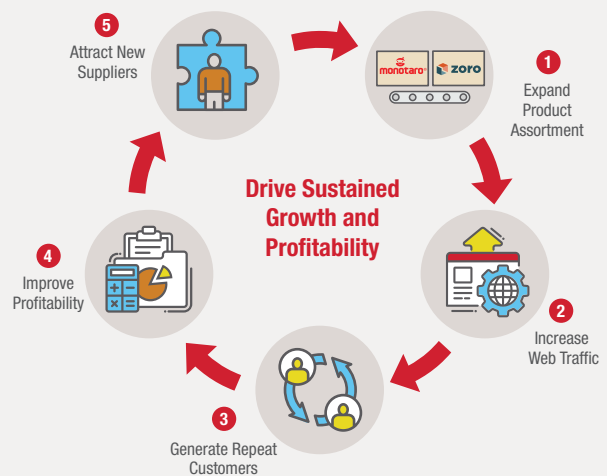 5
Attract New
Suppliers
monotaro
zoro
1
Expand
Product
Assortment
Drive Sustained
Growth and
Profitability
4
Improve
Profitability
2
Increase
Web Traffic
3
Generate Repeat
Customers